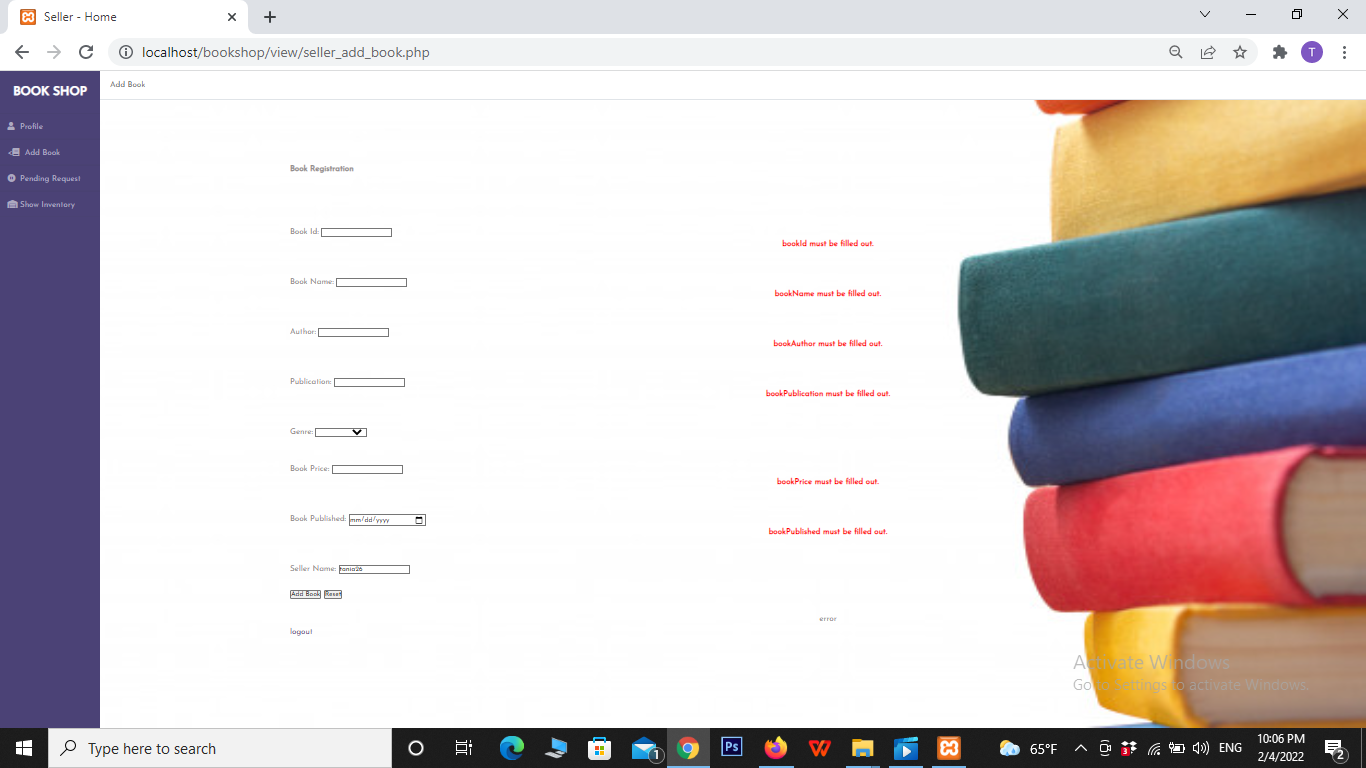 Seller - Home
localhost/bookshop/view/seller_add_book.php
T
BOOK SHOP
Add Book
Profile
Add Book
Pending Request
Show Inventory
Book Registration
Book Id:
bookId must be filled out.
Book Name:
bookName must be filled out.
Author:
bookAuthor must be filled out.
Publication:
bookPublication must be filled out.
Genre:
Book Price:
bookPrice must be filled out.
Book Published: mm/dd/yyyy
bookPublished must be filled out.
Seller Name: tania26
Add Book Reset
error
logout
Activate Windows
Go to Settings to activate Windows.
Type here to search
1
Ps
65°F
3
ENG
10:06 PM
2/4/2022
2